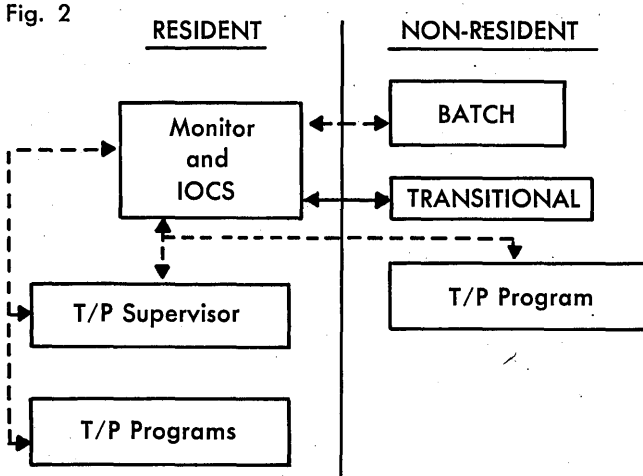 Fig. 2
RESIDENT
NON-RESIDENT
Monitor
and
IOCS
BATCH
TRANSITIONAL
T/P Supervisor
T/P Program
T/P Programs